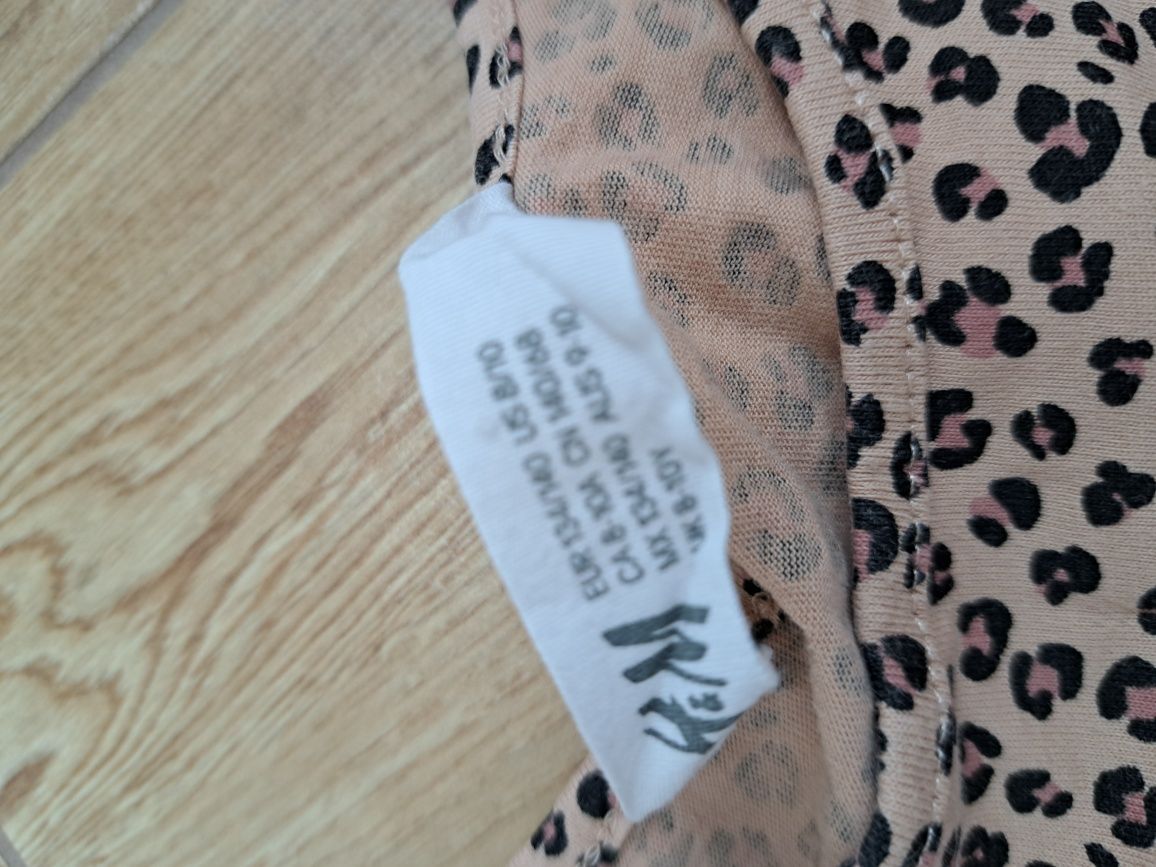 H&M
EUR 134/140 US 8/10
CA 8-10A CN 140/68
MX 134/140 AUS 9-10
UK 8-10Y